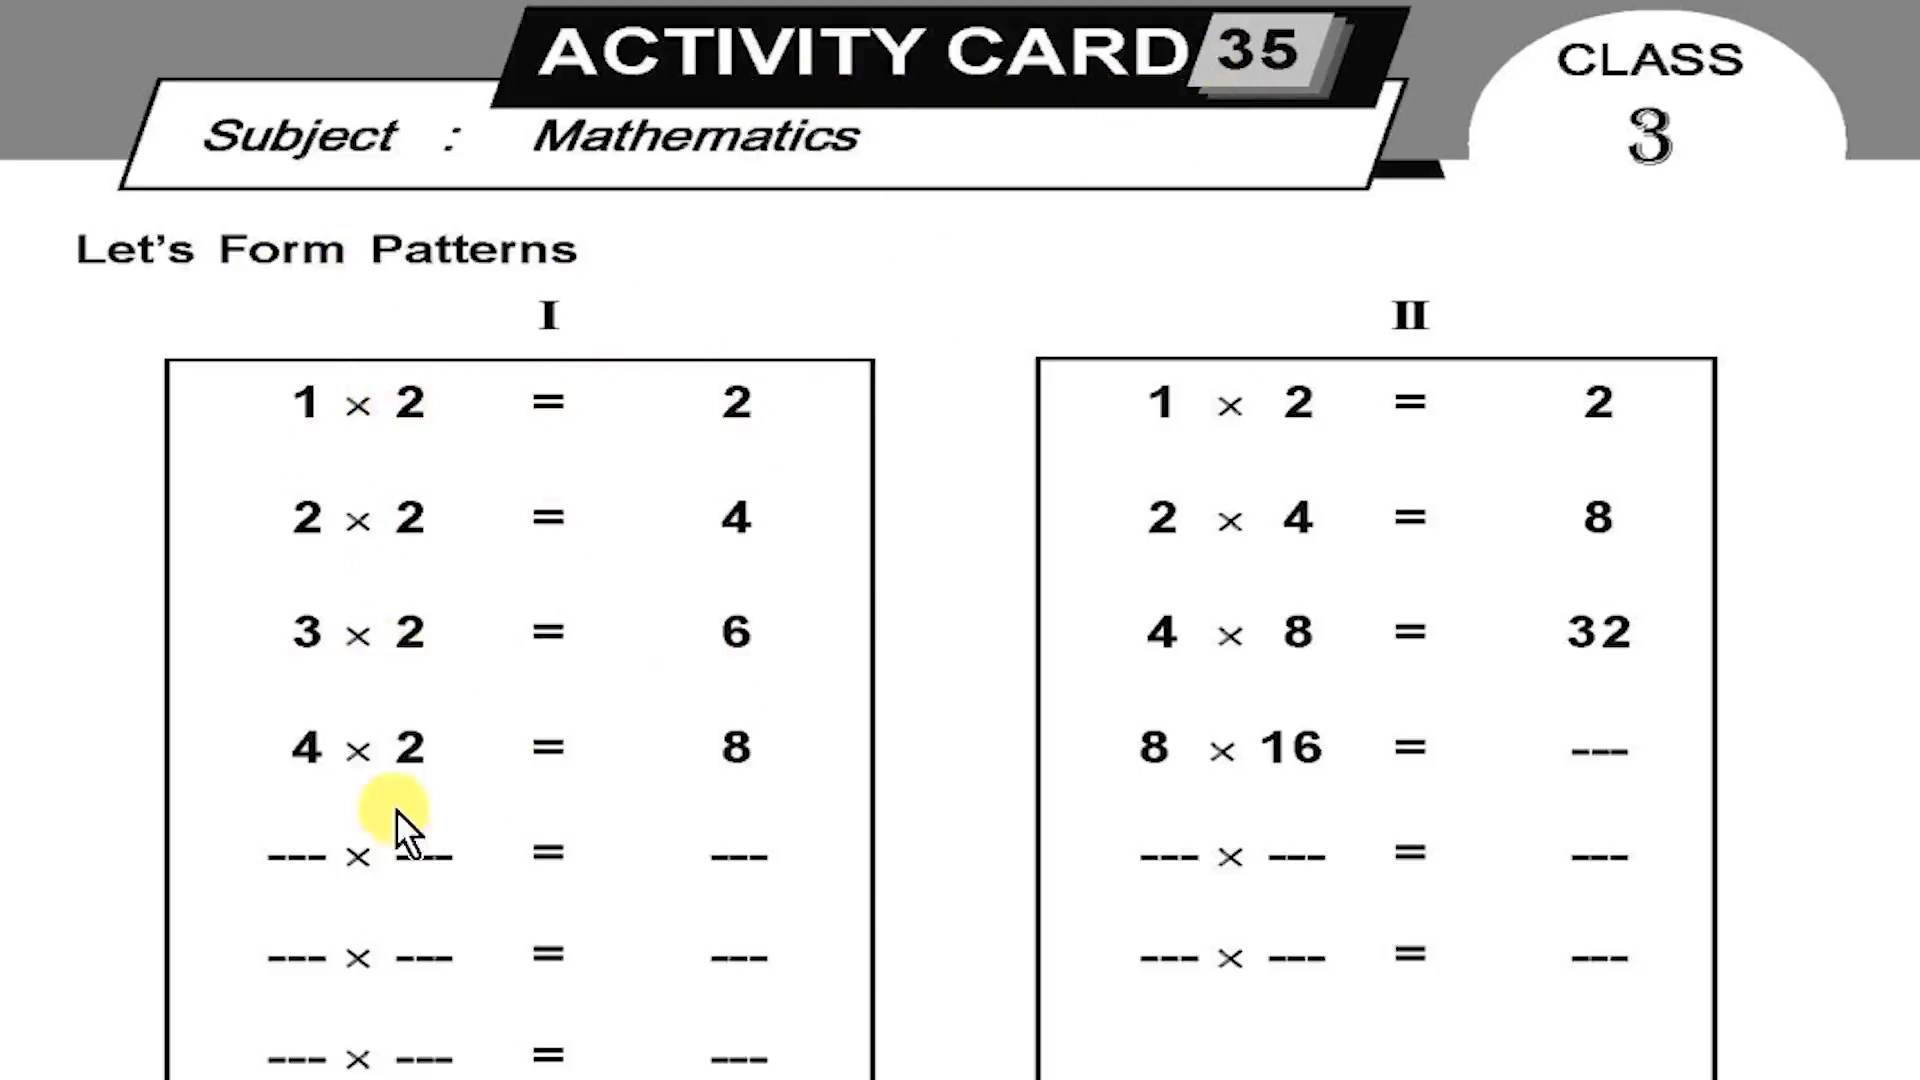 ACTIVITY CARD 35
CLASS
3
Subject : Mathematics
Let's Form Patterns
I
1 × 2 = 2
2 × 2 = 4
3 × 2 = 6
4 × 2 = 8
--- × --- = ---
--- × --- = ---
--- × --- = ---
II
1 × 2 = 2
2 × 4 = 8
4 × 8 = 32
8 × 16 = ---
--- × --- = ---
--- × --- = ---